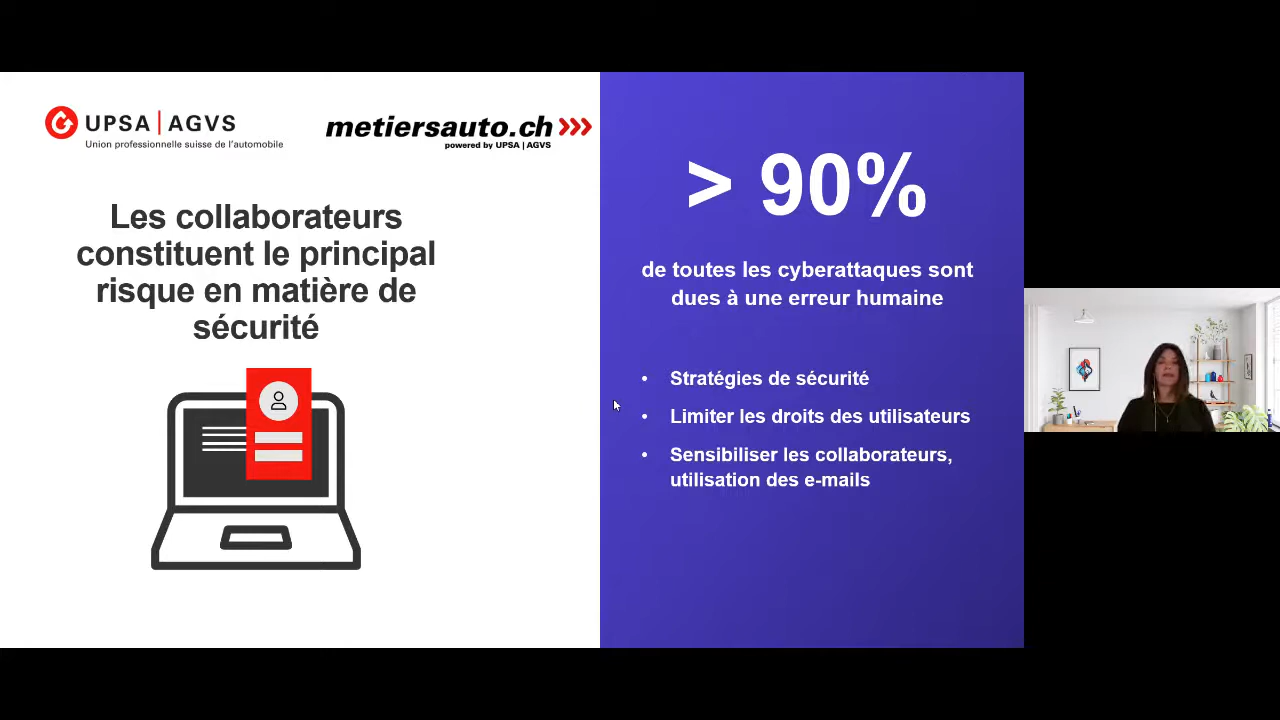 UPSA | AGVS
Union professionnelle suisse de l'automobile
metiersauto.ch
powered by UPSA | AGVS
Les collaborateurs
constituent le principal
risque en matière de
sécurité
> 90%
de toutes les cyberattaques sont
dues à une erreur humaine
• Stratégies de sécurité
• Limiter les droits des utilisateurs
• Sensibiliser les collaborateurs,
utilisation des e-mails